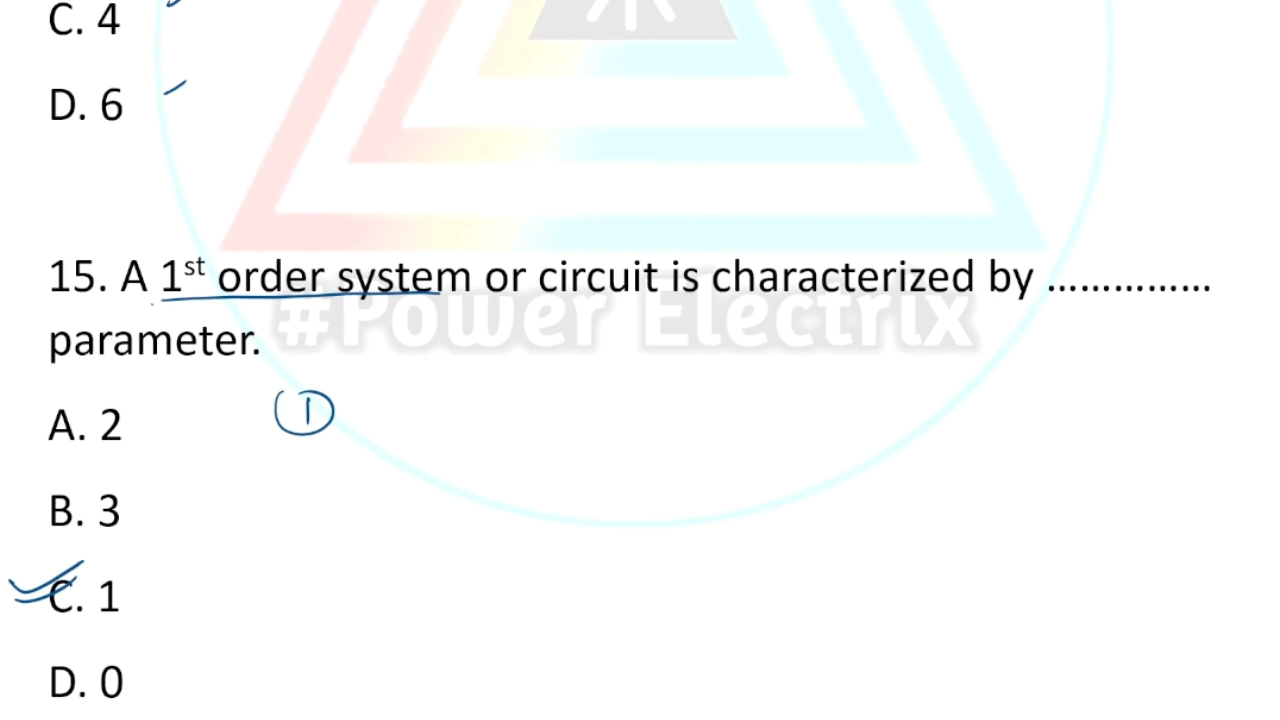 C. 4
D. 6
15. A 1st order system or circuit is characterized by ...............
#Power Electrix
parameter.
A. 2
1
B. 3
C. 1
D. 0